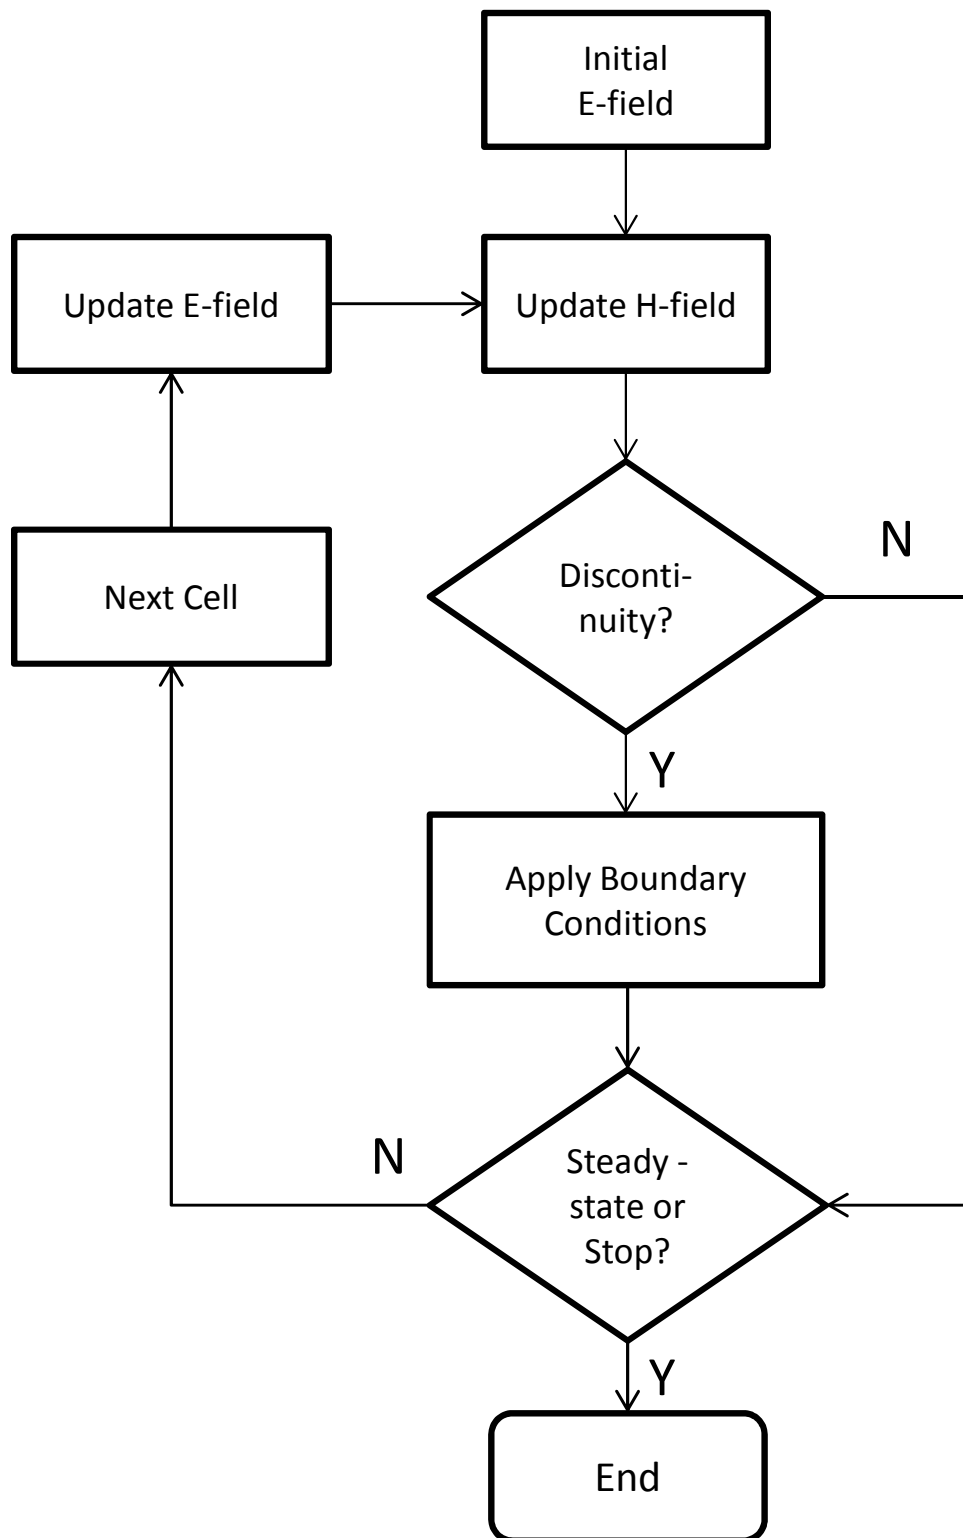 Initial
E-field
Update E-field
Update H-field
Disconti-
nuity?
N
Next Cell
Y
Apply Boundary
Conditions
N
Steady -
state or
Stop?
Y
End